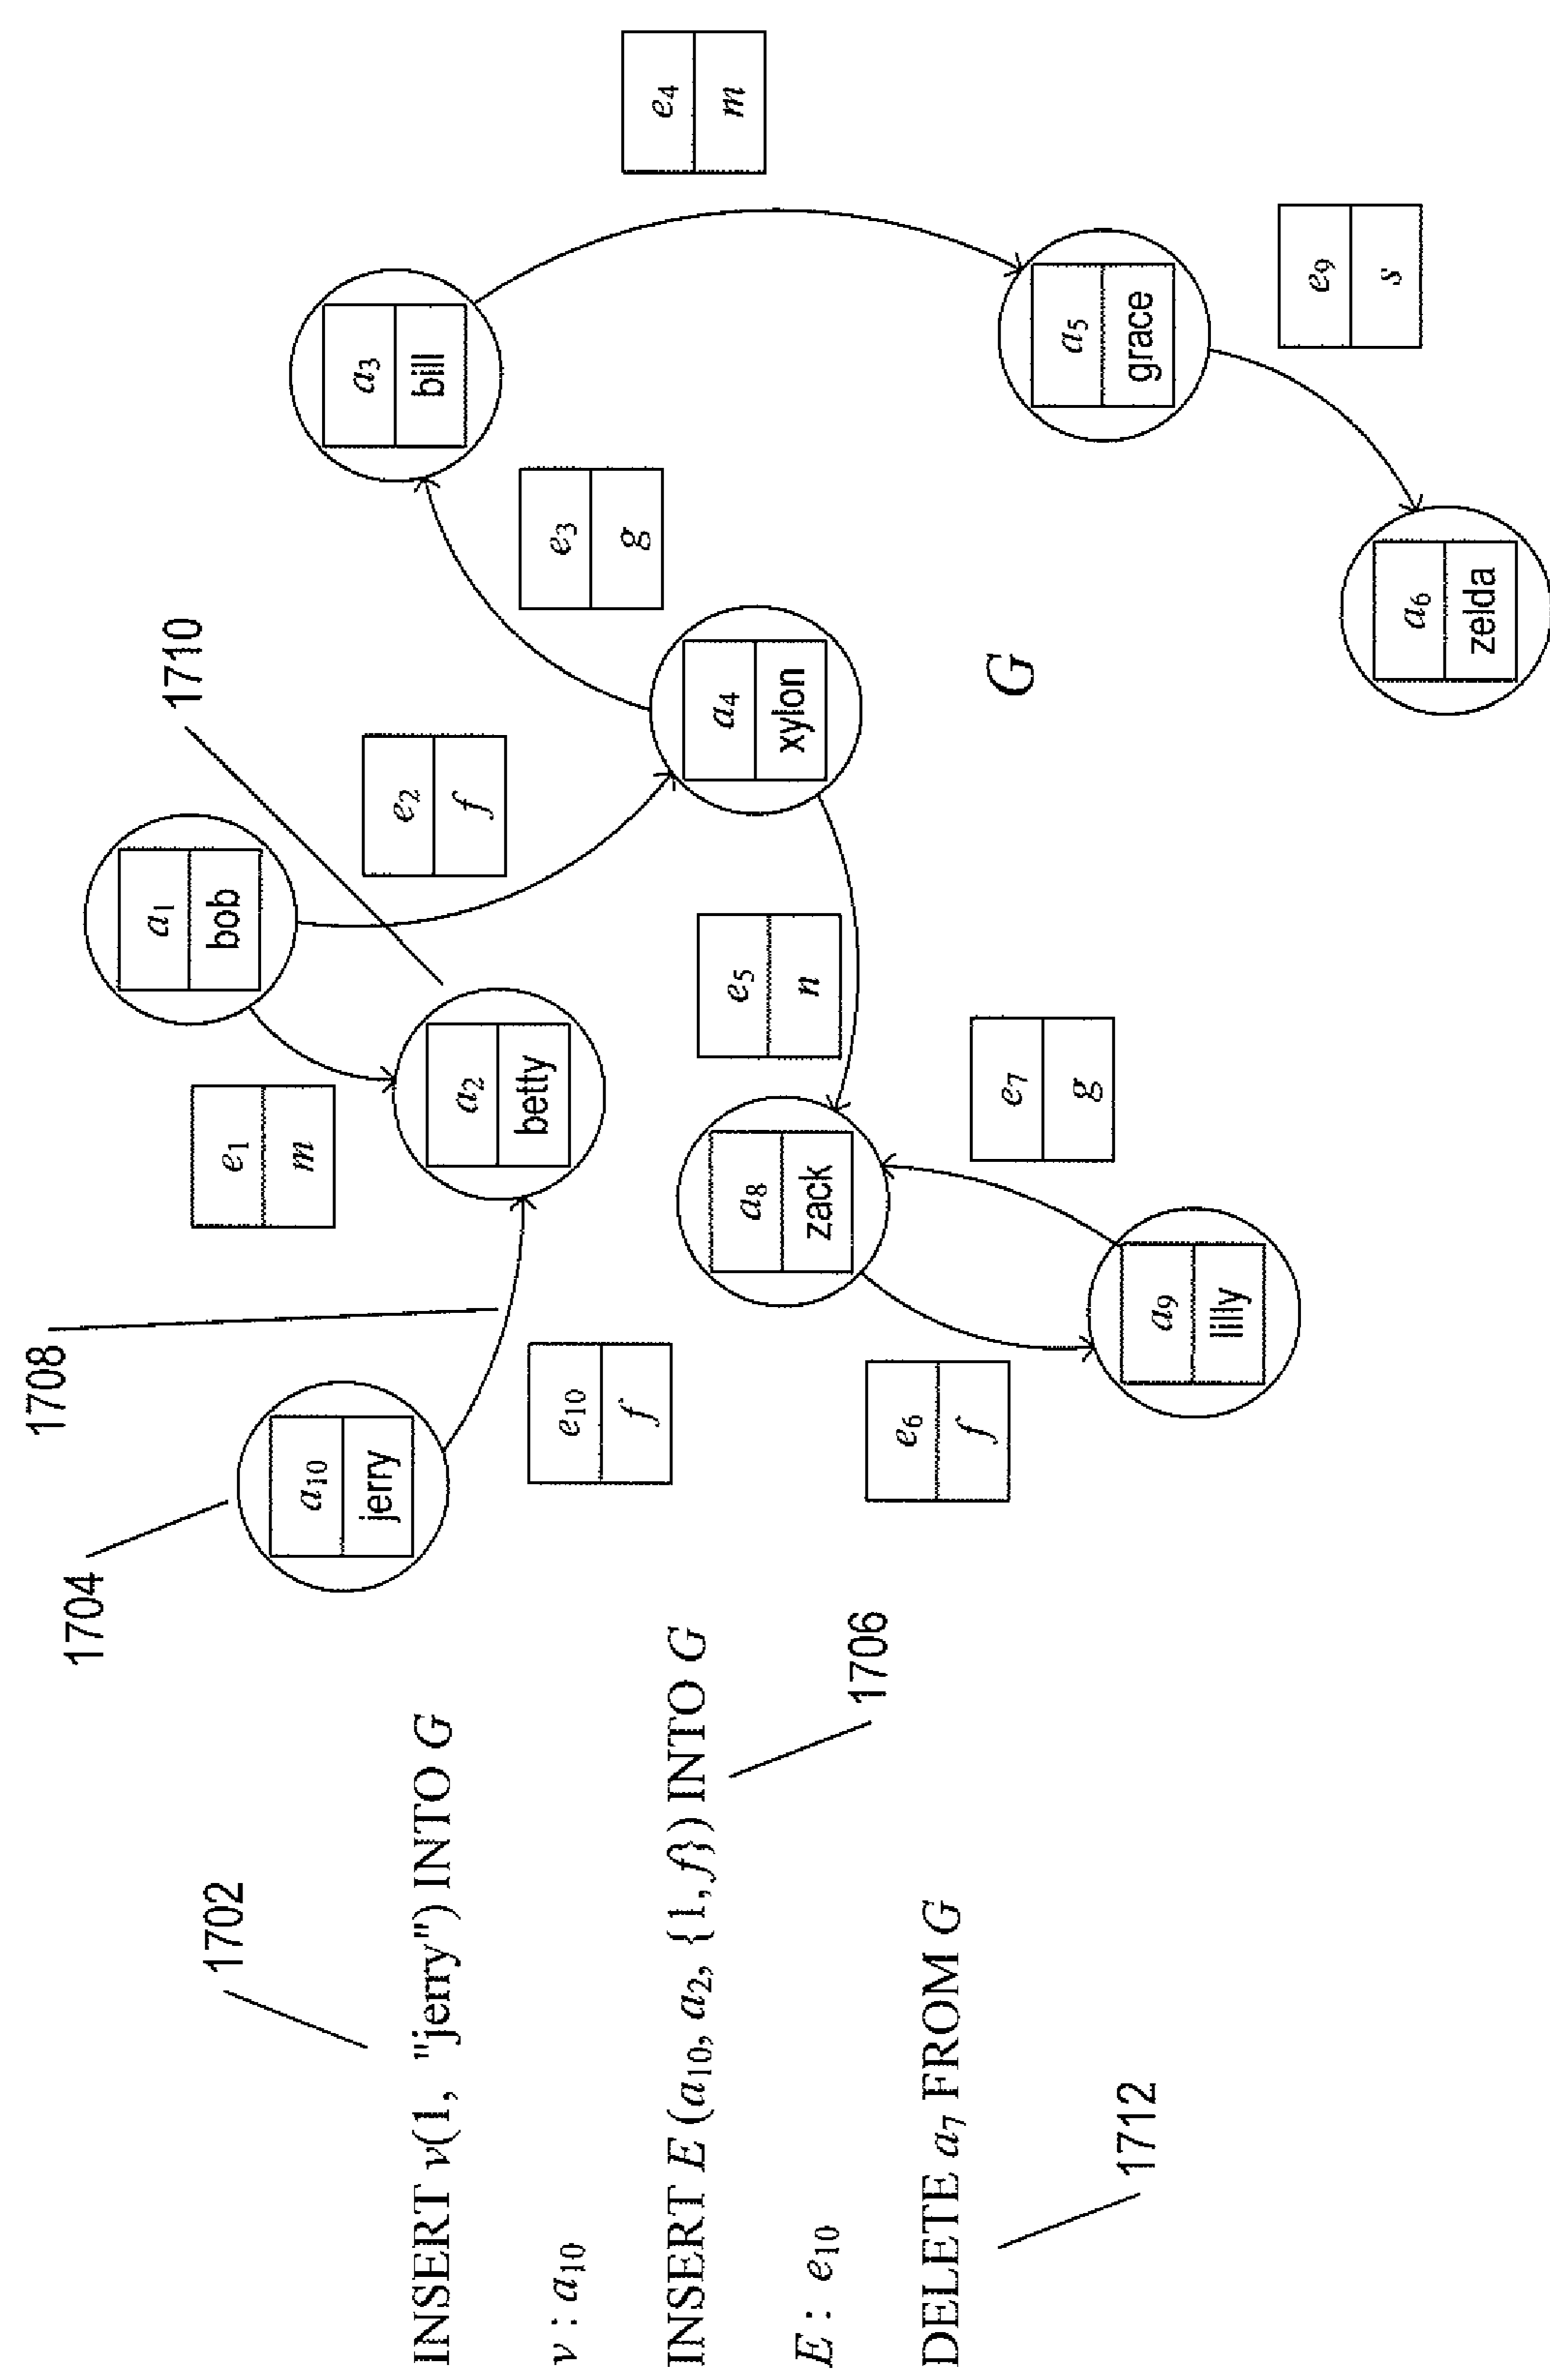 1702
INSERT v(1, "jerry") INTO G
v : a10
INSERT E (a10, a2, {1, f}) INTO G
1706
E : e10
DELETE a7 FROM G
1712
1704
1708
1710
a10
jerry
e10
f
e1
m
a1
bob
a2
betty
e2
f
a3
bill
e3
g
e4
m
a4
xylon
e5
n
a8
zack
e6
f
e7
g
a9
lilly
G
a5
grace
e9
s
a6
zelda